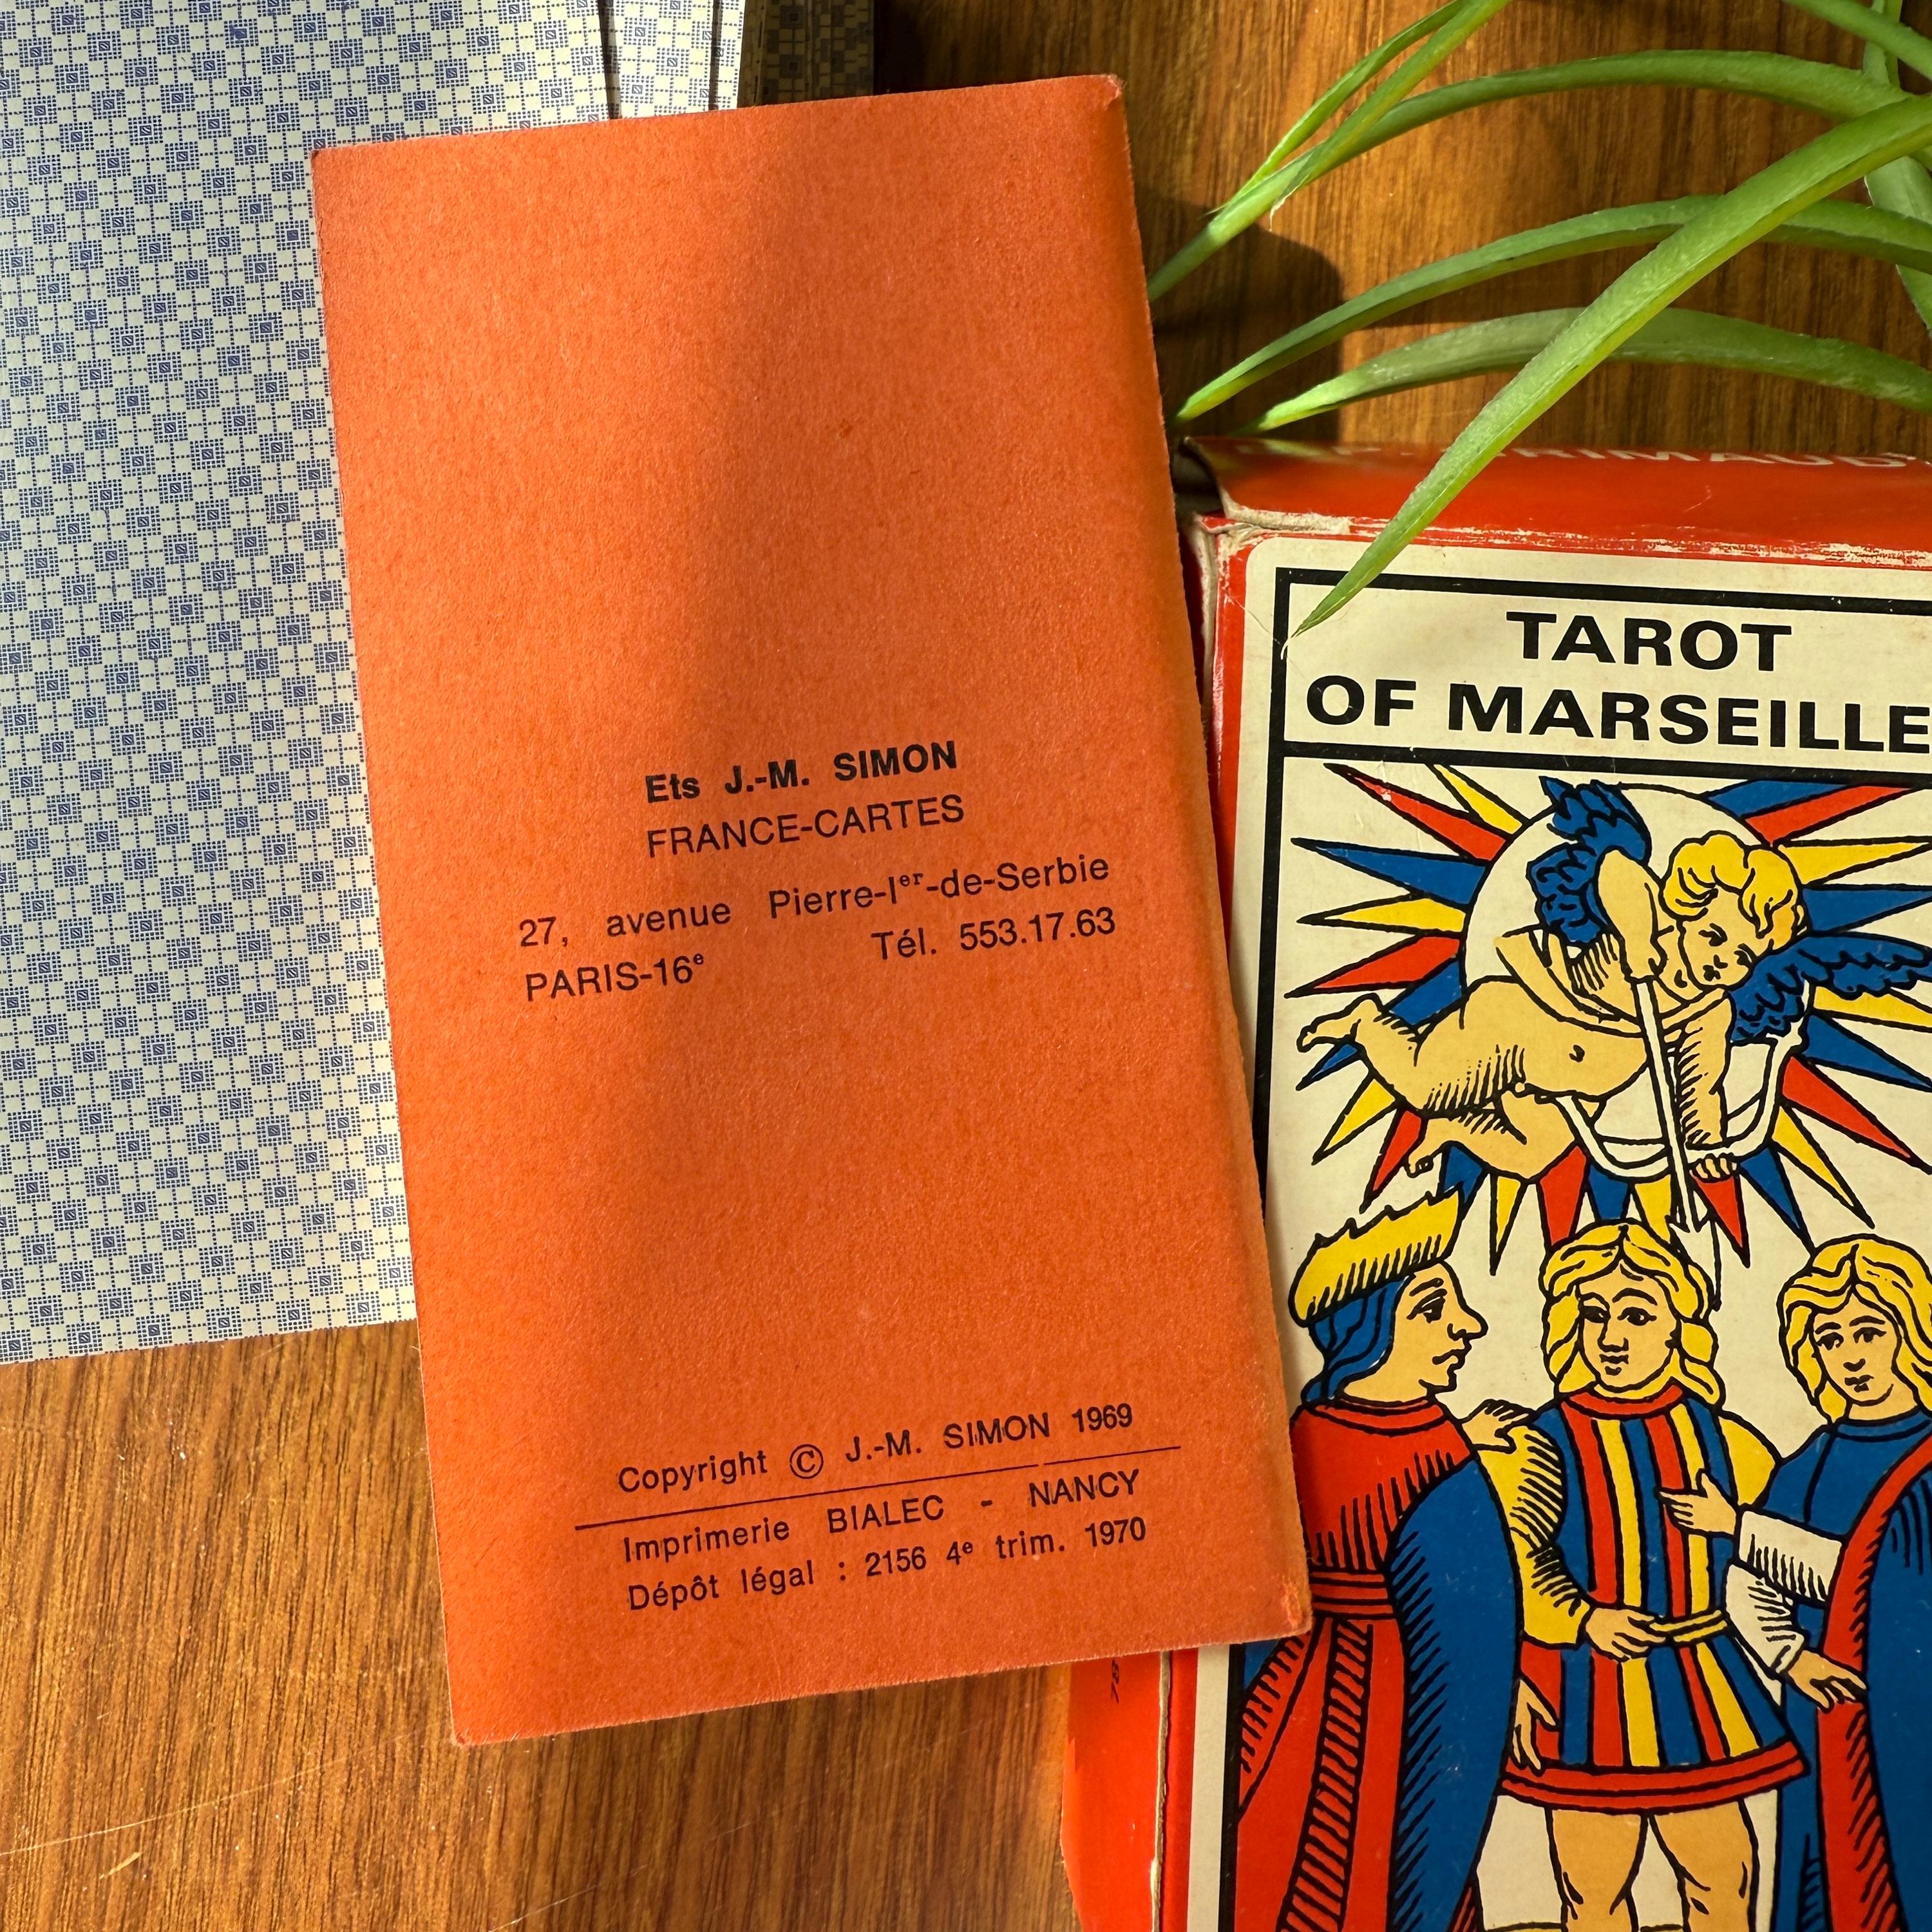 Ets J.-M. SIMON
FRANCE-CARTES
27, avenue Pierre-Ier-de-Serbie
PARIS-16e Tél. 553.17.63
Copyright © J.-M. SIMON 1969
Imprimerie BIALEC - NANCY
Dépôt légal : 2156 4e trim. 1970
TAROT
OF MARSEILLE